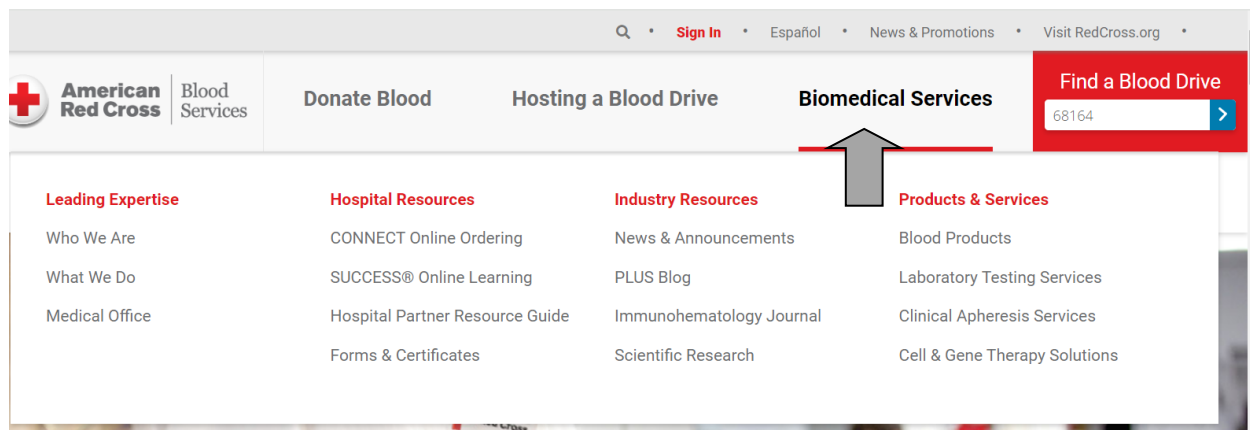 • Sign In • Español • News & Promotions • Visit RedCross.org •
American Red Cross
Blood Services
Donate Blood
Hosting a Blood Drive
Biomedical Services
Find a Blood Drive
68164
Leading Expertise
Who We Are
What We Do
Medical Office
Hospital Resources
CONNECT Online Ordering
SUCCESS® Online Learning
Hospital Partner Resource Guide
Forms & Certificates
Industry Resources
News & Announcements
PLUS Blog
Immunohematology Journal
Scientific Research
Products & Services
Blood Products
Laboratory Testing Services
Clinical Apheresis Services
Cell & Gene Therapy Solutions
Red Cross